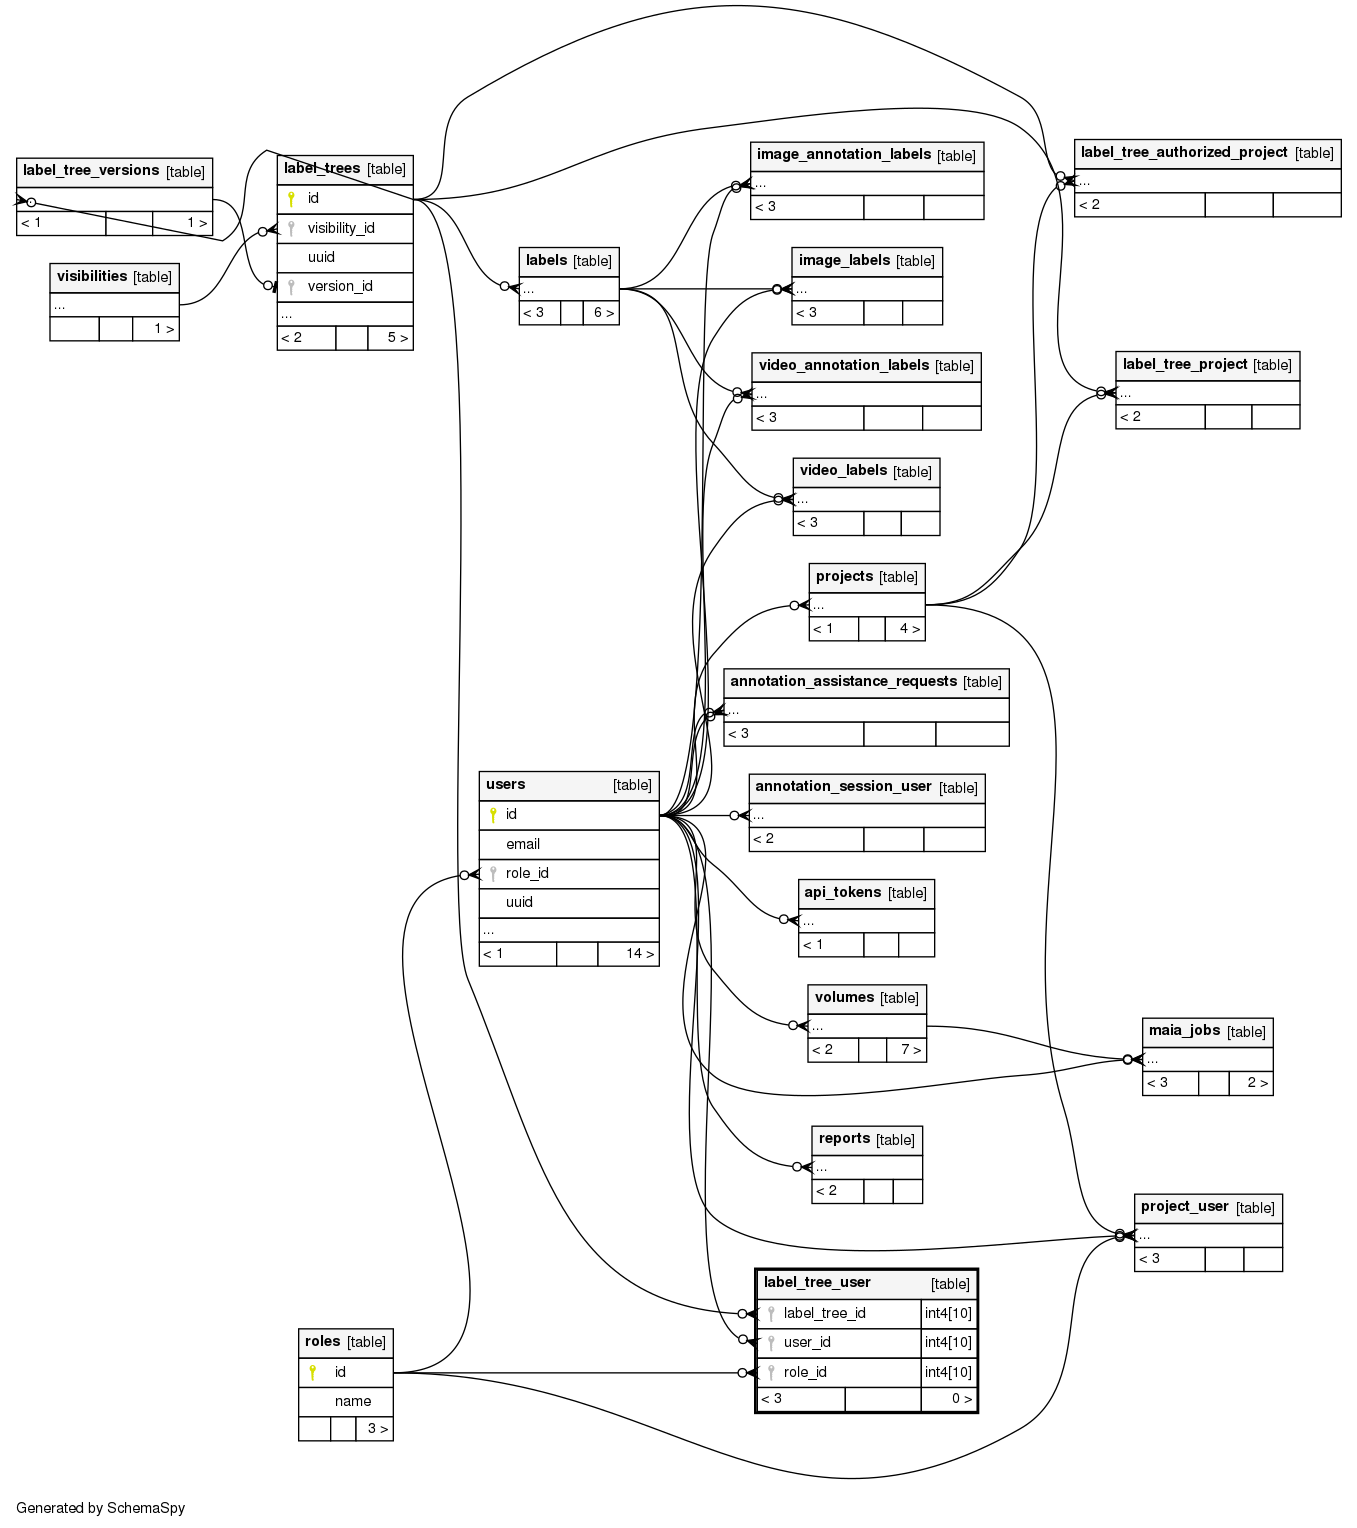 label_tree_versions [table]
< 1 1 >
visibilities [table]
...
1 >
label_trees [table]
id
visibility_id
uuid
version_id
...
< 2 5 >
labels [table]
...
< 3 6 >
image_annotation_labels [table]
...
< 3
image_labels [table]
...
< 3
video_annotation_labels [table]
...
< 3
video_labels [table]
...
< 3
projects [table]
...
< 1 4 >
annotation_assistance_requests [table]
...
< 3
label_tree_authorized_project [table]
...
< 2
label_tree_project [table]
...
< 2
users [table]
id
email
role_id
uuid
...
< 1 14 >
annotation_session_user [table]
...
< 2
api_tokens [table]
...
< 1
volumes [table]
...
< 2 7 >
maia_jobs [table]
...
< 3 2 >
reports [table]
...
< 2
project_user [table]
...
< 3
label_tree_user [table]
label_tree_id int4[10]
user_id int4[10]
role_id int4[10]
< 3 0 >
roles [table]
id
name
3 >
Generated by SchemaSpy